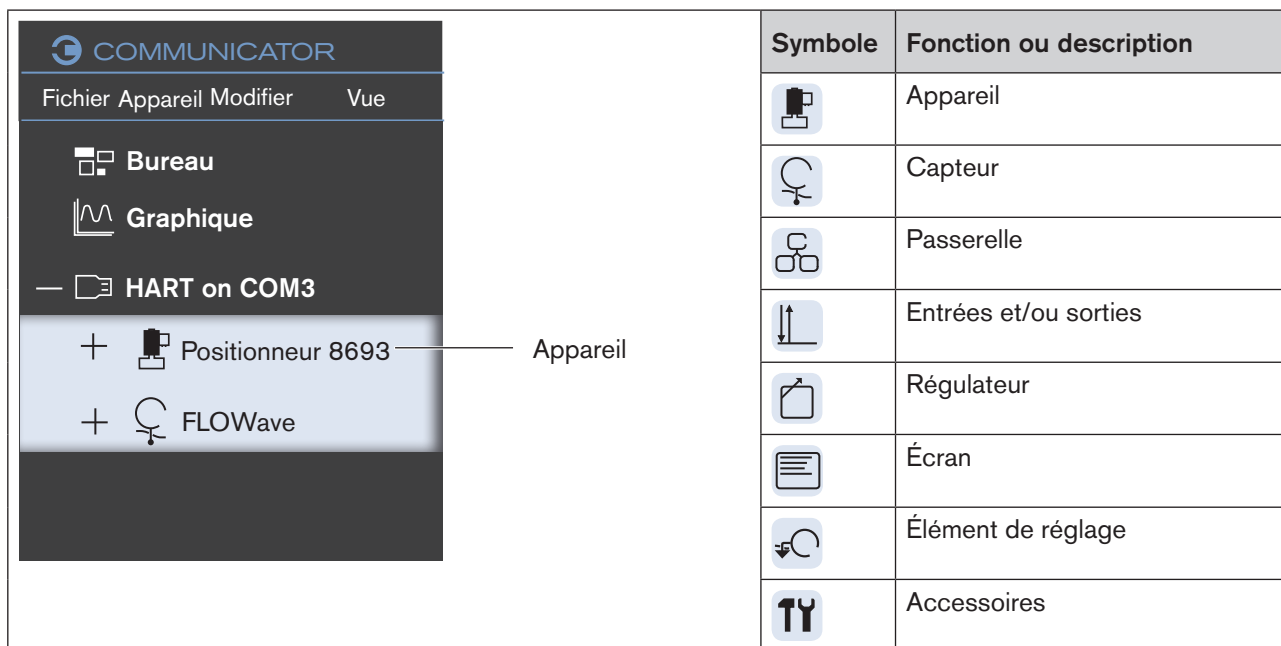 COMMUNICATOR
Fichier Appareil Modifier Vue
Bureau
Graphique
HART on COM3
Positionneur 8693
Appareil
FLOWave
Symbole Fonction ou description
Appareil
Capteur
Passerelle
Entrées et/ou sorties
Régulateur
Écran
Élément de réglage
Accessoires